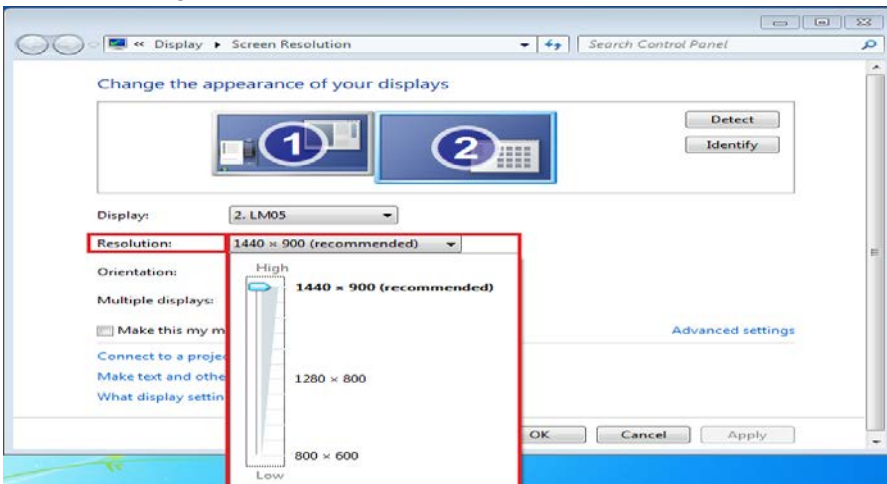 « Display ▸ Screen Resolution
Search Control Panel
Change the appearance of your displays
1
2
Detect
Identify
Display:
2. LM05
Resolution:
1440 × 900 (recommended)
Orientation:
High
1440 × 900 (recommended)
Multiple displays:
Make this my m
Advanced settings
Connect to a proje
Make text and othe
1280 × 800
What display settin
OK
Cancel
Apply
800 × 600
Low